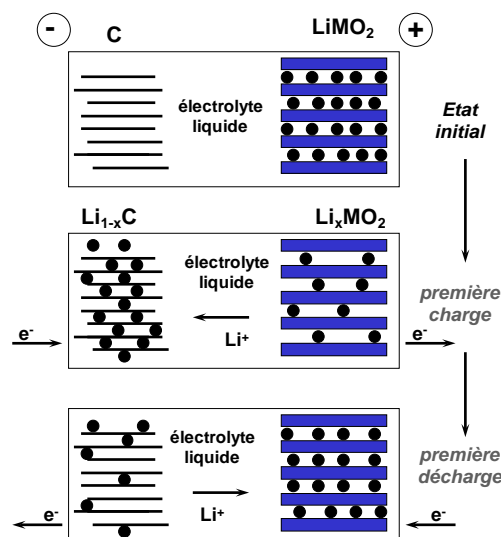 - C LiMO₂ +
électrolyte
liquide
Etat
initial
Li₁₋ₓC LiₓMO₂
électrolyte
liquide
Li⁺
e⁻ e⁻
première
charge
électrolyte
liquide
Li⁺
e⁻ e⁻
première
décharge